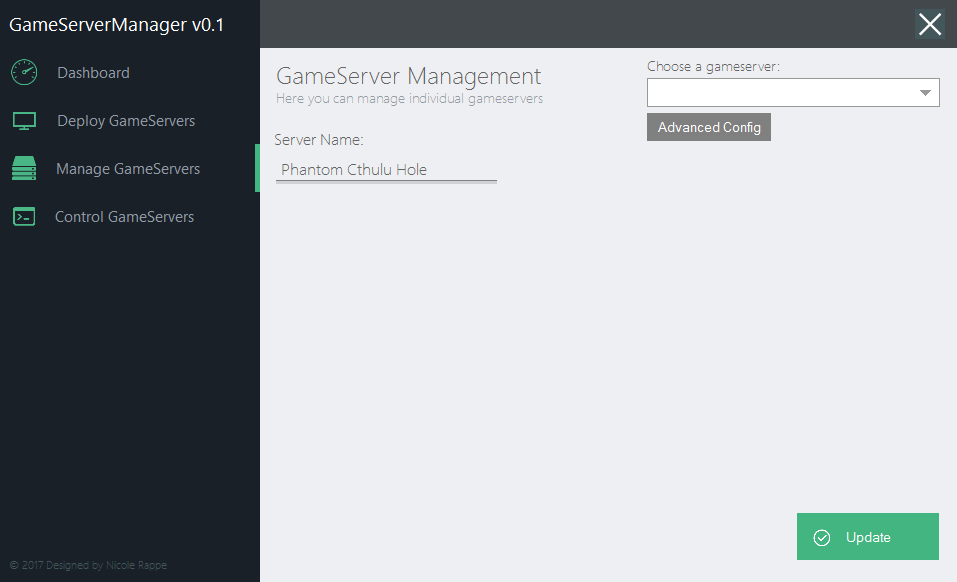 GameServerManager v0.1
Dashboard
Deploy GameServers
Manage GameServers
Control GameServers
© 2017 Designed by Nicole Rappe
GameServer Management
Here you can manage individual gameservers
Server Name:
Phantom Cthulu Hole
Choose a gameserver:
Advanced Config
Update